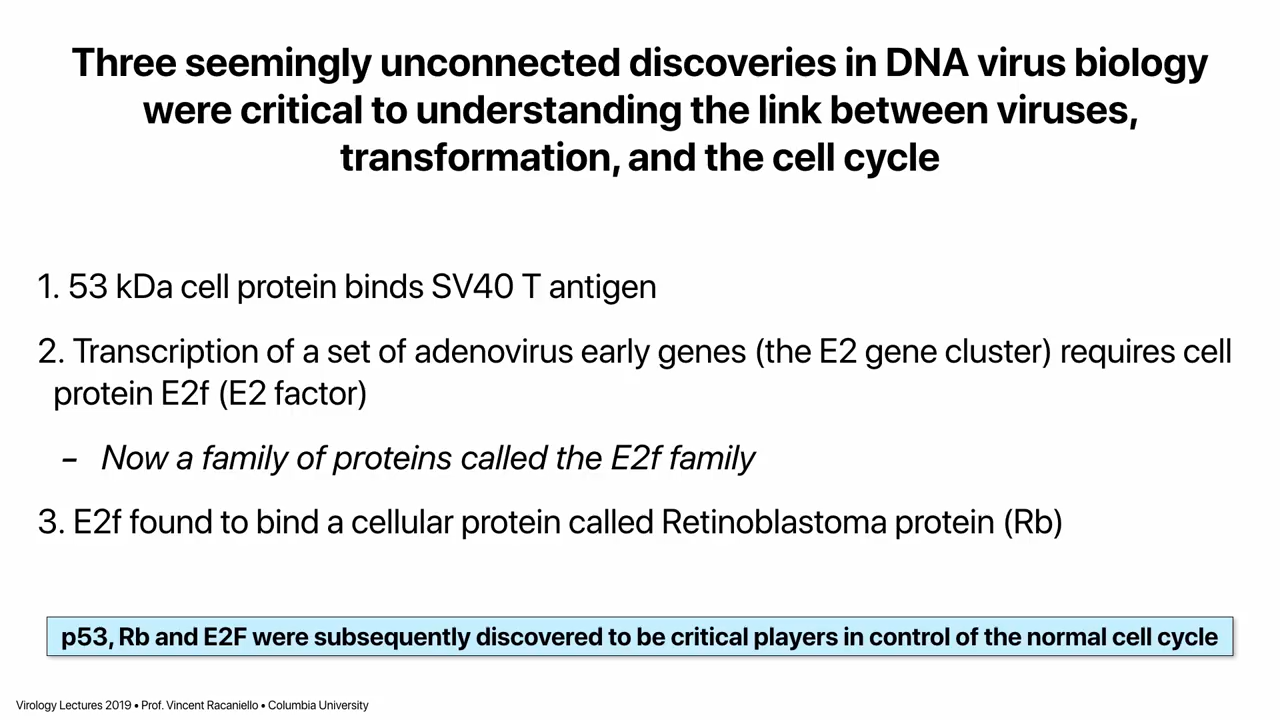 Three seemingly unconnected discoveries in DNA virus biology
were critical to understanding the link between viruses,
transformation, and the cell cycle
1. 53 kDa cell protein binds SV40 T antigen
2. Transcription of a set of adenovirus early genes (the E2 gene cluster) requires cell
protein E2f (E2 factor)
– Now a family of proteins called the E2f family
3. E2f found to bind a cellular protein called Retinoblastoma protein (Rb)
p53, Rb and E2F were subsequently discovered to be critical players in control of the normal cell cycle
Virology Lectures 2019 • Prof. Vincent Racaniello • Columbia University